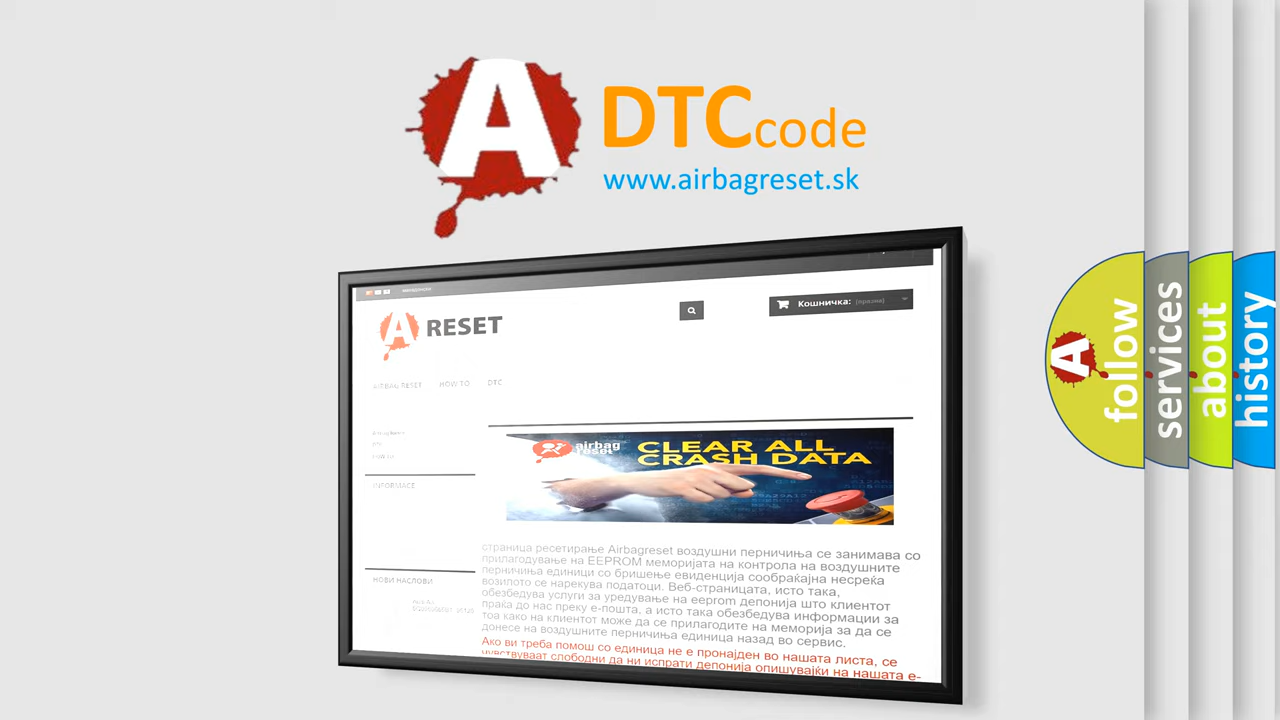 A
DTC code
www.airbagreset.sk
A RESET
Кошничка: (празни)
AIRBAG RESET HOW TO DTC
airbag
reset
CLEAR ALL
CRASH DATA
INFORMACE
НОВИ НАСЛОВИ
страница ресетирање Airbagreset воздушни перничиња се занимава со
прилагодување на EEPROM меморијата на контрола на воздушните
перничиња единици со бришење евиденција сообраќајна несреќа
возилото се нарекува податоци. Веб-страницата, исто така,
обезбедува услуги за уредување на eeprom депонија што клиентот
праќа до нас преку е-пошта, а исто така обезбедува информации за
тоа како на клиентот може да се прилагодите на меморија за да се
донесе на воздушните перничиња единица назад во сервис.
Ако ви треба помош со единица не е пронајден во нашата листа, се
чувствуваат слободни да ни испрати депонија опишувајќи на нашата е-
A follow
services
about
history